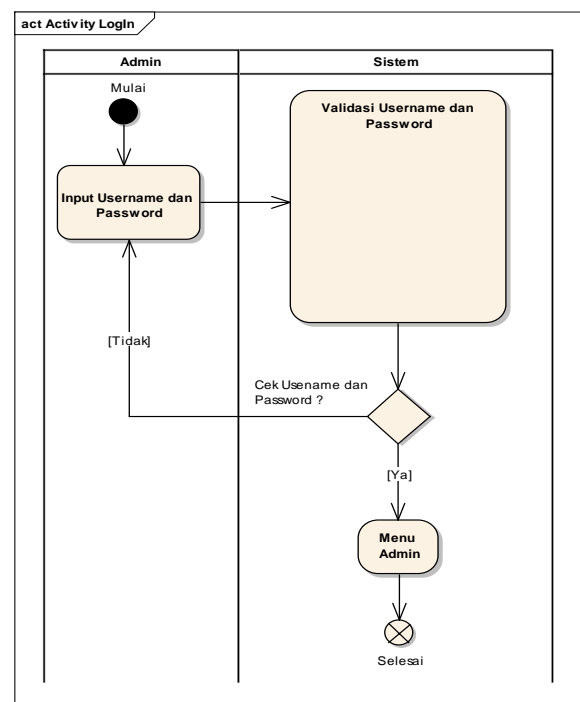 act Activity LogIn
Admin
Sistem
Mulai
Validasi Username dan
Password
Input Username dan
Password
[Tidak]
Cek Usename dan
Password ?
[Ya]
Menu
Admin
Selesai